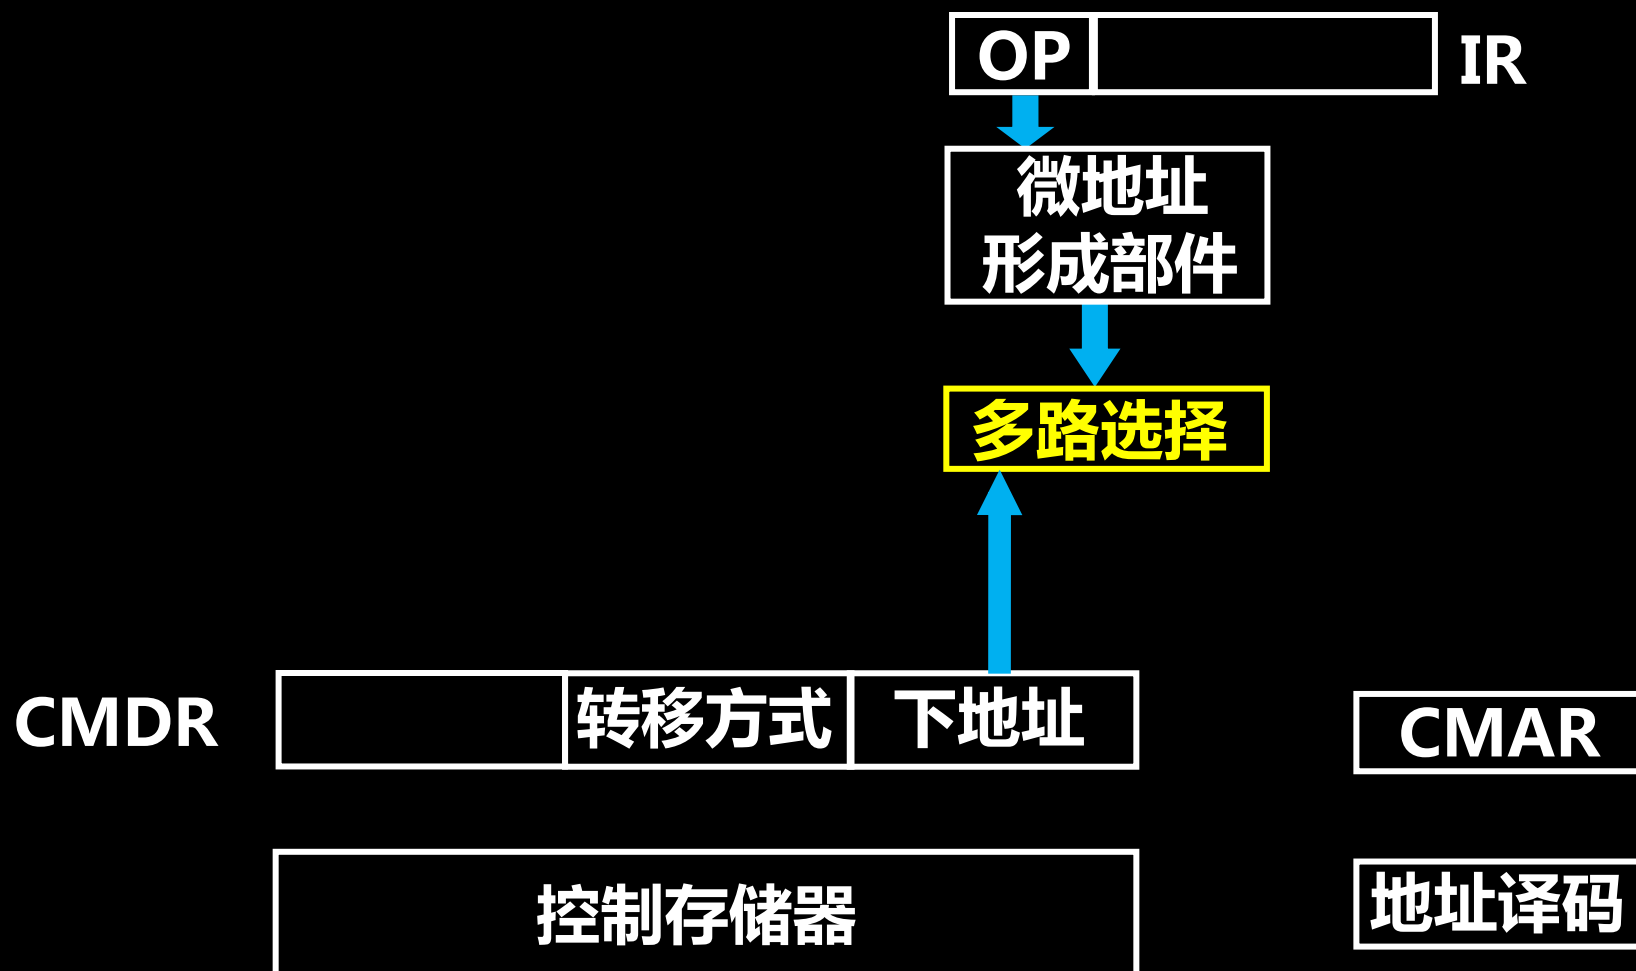 OP
IR
微地址
形成部件
多路选择
CMDR
转移方式
下地址
CMAR
控制存储器
地址译码